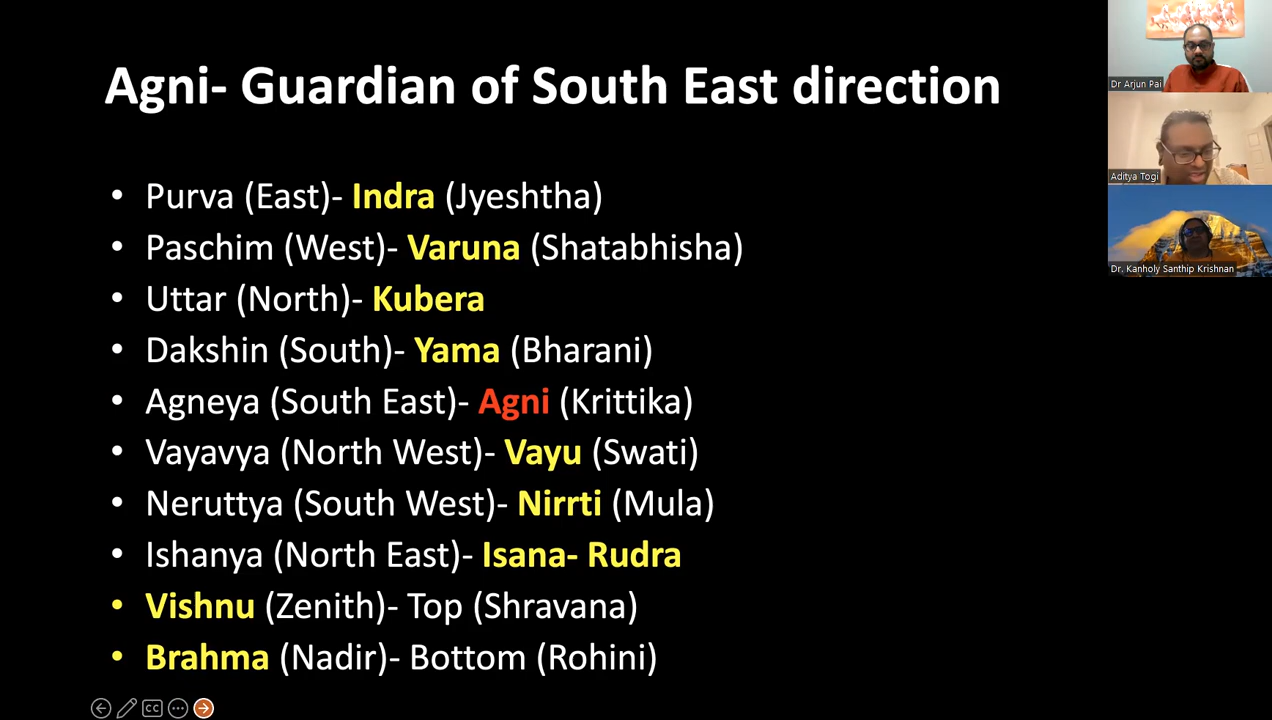 Agni- Guardian of South East direction
• Purva (East)- Indra (Jyeshtha)
• Paschim (West)- Varuna (Shatabhisha)
• Uttar (North)- Kubera
• Dakshin (South)- Yama (Bharani)
• Agneya (South East)- Agni (Krittika)
• Vayavya (North West)- Vayu (Swati)
• Neruttya (South West)- Nirrti (Mula)
• Ishanya (North East)- Isana- Rudra
• Vishnu (Zenith)- Top (Shravana)
• Brahma (Nadir)- Bottom (Rohini)
Dr Arjun Pai
Aditya Togi
Dr. Kanholy Santhip Krishnan
CC